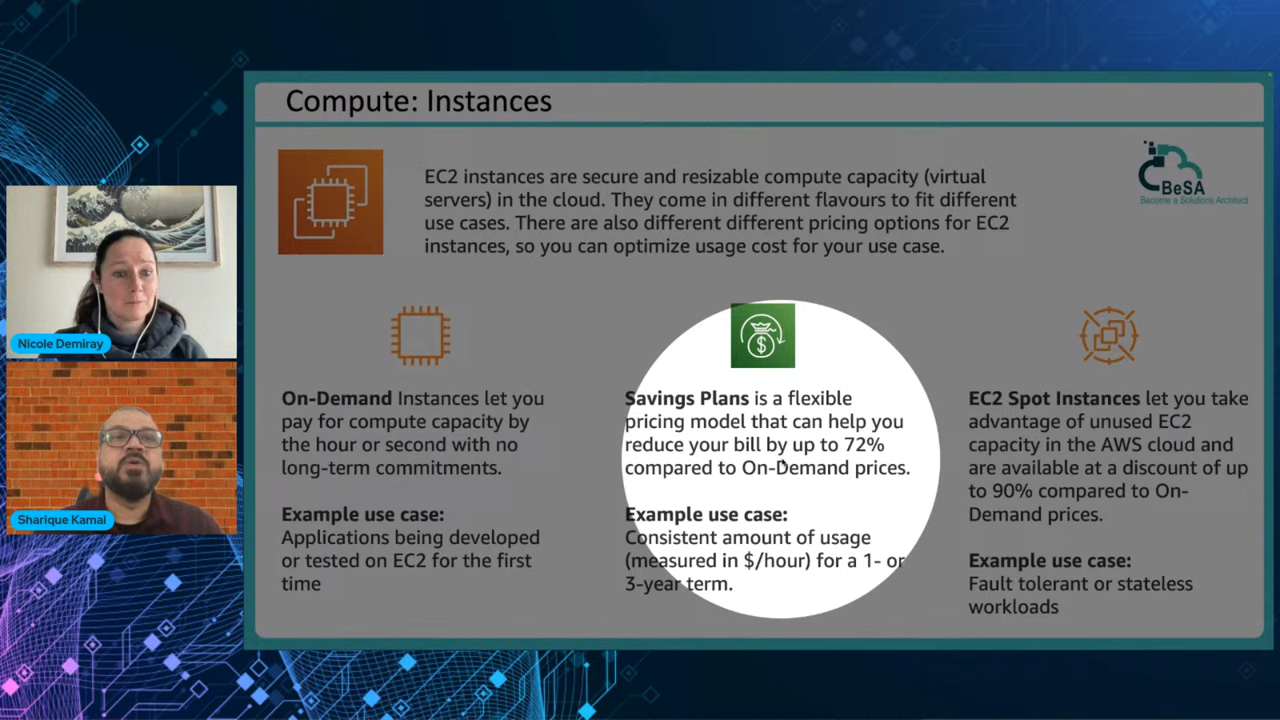 Compute: Instances
EC2 instances are secure and resizable compute capacity (virtual
servers) in the cloud. They come in different flavours to fit different
use cases. There are also different different pricing options for EC2
instances, so you can optimize usage cost for your use case.
CBeSA
Become a Solutions Architect
Nicole Demiray
Sharique Kamal
On-Demand Instances let you
pay for compute capacity by
the hour or second with no
long-term commitments.
Example use case:
Applications being developed
or tested on EC2 for the first
time
$
Savings Plans is a flexible
pricing model that can help you
reduce your bill by up to 72%
compared to On-Demand prices.
Example use case:
Consistent amount of usage
(measured in $/hour) for a 1- or
3-year term.
EC2 Spot Instances let you take
advantage of unused EC2
capacity in the AWS cloud and
are available at a discount of up
to 90% compared to On-
Demand prices.
Example use case:
Fault tolerant or stateless
workloads